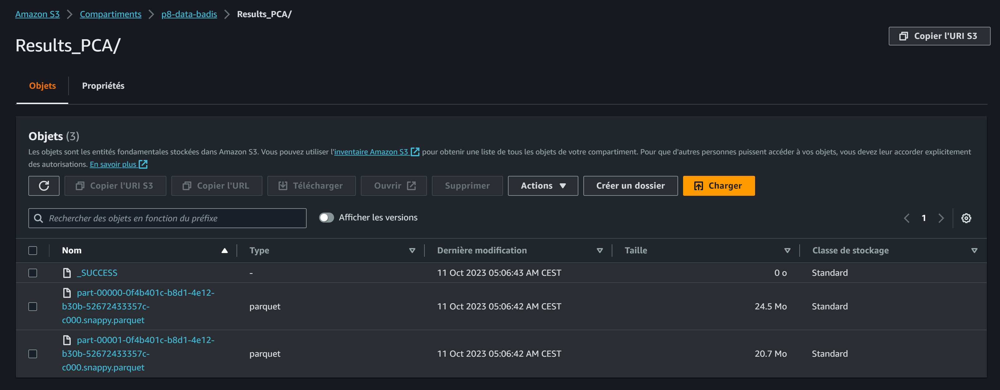 Amazon S3 > Compartiments > p8-data-badis > Results_PCA/
Results_PCA/
Copier l'URI S3
Objets Propriétés
Objets (3)
Les objets sont les entités fondamentales stockées dans Amazon S3. Vous pouvez utiliser l'inventaire Amazon S3 pour obtenir une liste de tous les objets de votre compartiment. Pour que d'autres personnes puissent accéder à vos objets, vous devez leur accorder explicitement
des autorisations. En savoir plus
Copier l'URI S3 Copier l'URL Télécharger Ouvrir Supprimer Actions Créer un dossier Charger
Rechercher des objets en fonction du préfixe Afficher les versions 1
Nom Type Dernière modification Taille Classe de stockage
_SUCCESS - 11 Oct 2023 05:06:43 AM CEST 0 o Standard
part-00000-0f4b401c-b8d1-4e12-
b30b-52672433357c- parquet 11 Oct 2023 05:06:42 AM CEST 24.5 Mo Standard
c000.snappy.parquet
part-00001-0f4b401c-b8d1-4e12-
b30b-52672433357c- parquet 11 Oct 2023 05:06:42 AM CEST 20.7 Mo Standard
c000.snappy.parquet